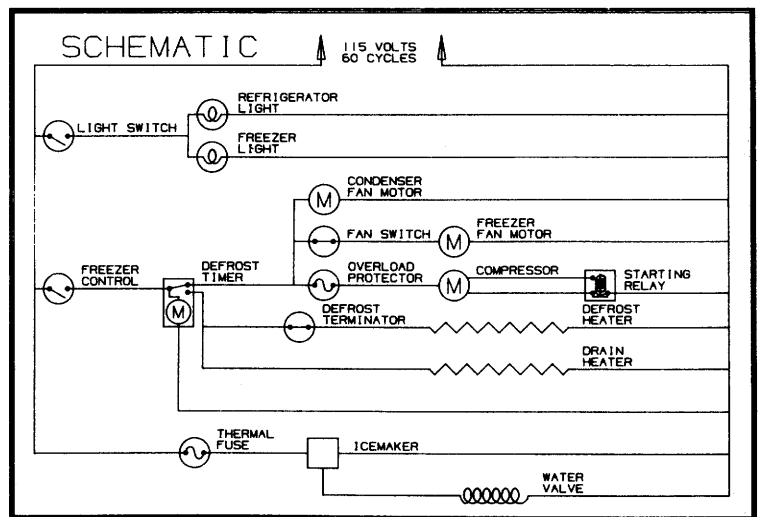 SCHEMATIC
115 VOLTS
60 CYCLES
REFRIGERATOR
LIGHT
LIGHT SWITCH
FREEZER
LIGHT
CONDENSER
FAN MOTOR
M
FAN SWITCH
FREEZER
FAN MOTOR
M
FREEZER
CONTROL
DEFROST
TIMER
M
OVERLOAD
PROTECTOR
COMPRESSOR
M
STARTING
RELAY
DEFROST
TERMINATOR
DEFROST
HEATER
DRAIN
HEATER
THERMAL
FUSE
ICEMAKER
WATER
VALVE